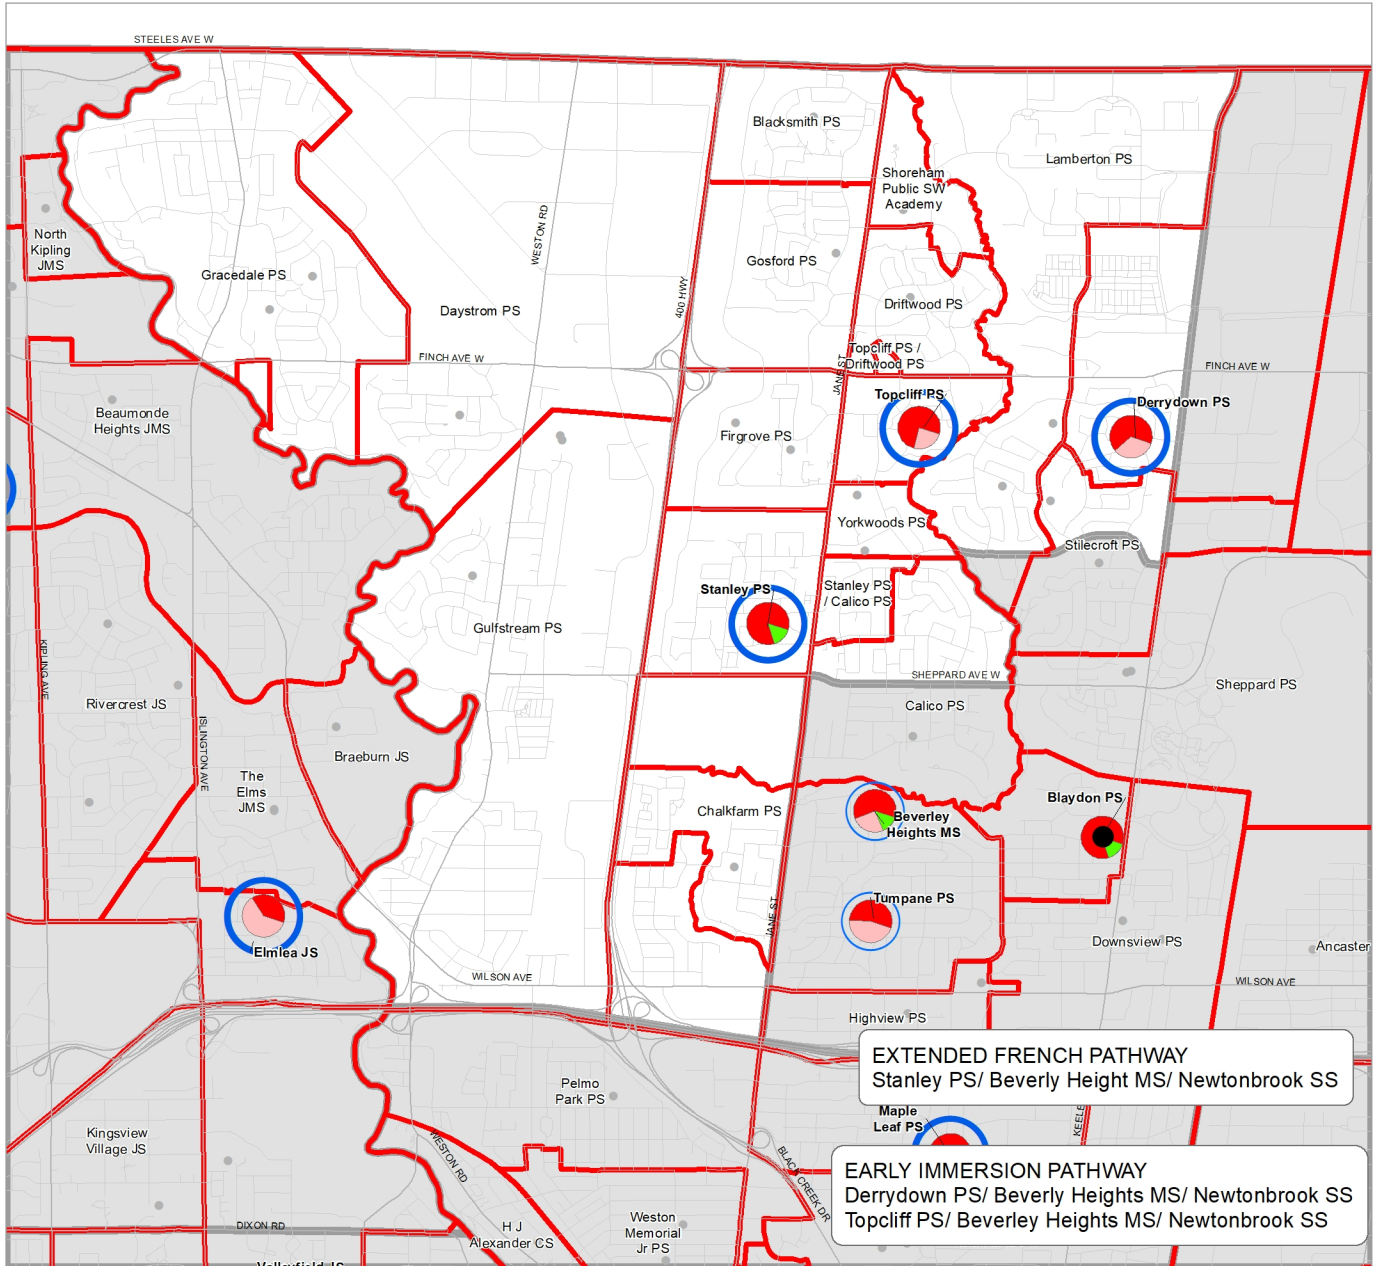 STEELES AVE W
Blacksmith PS
Lamberton PS
Shoreham
Public SW
Academy
North
Kipling
JMS
WESTON RD
Gracedale PS
Gosford PS
400 HWY
Daystrom PS
Driftwood PS
Topcliff PS /
Driftwood PS
FINCH AVE W
FINCH AVE W
JANE ST
Topcliff PS
Derrydown PS
Beaumonde
Heights JMS
Firgrove PS
Yorkwoods PS
Stilecroft PS
Stanley PS
Stanley PS
/ Calico PS
Gulfstream PS
KIPLING AVE
SHEPPARD AVE W
Sheppard PS
Rivercrest JS
Calico PS
ISLINGTON AVE
Braeburn JS
The
Elms
JMS
Blaydon PS
Chalkfarm PS
Beverley
Heights MS
Tumpane PS
JANE ST
Elmlea JS
Downsview PS
Ancaster
WILSON AVE
WILSON AVE
Highview PS
EXTENDED FRENCH PATHWAY
Stanley PS/ Beverly Height MS/ Newtonbrook SS
Pelmo
Park PS
Maple
Leaf PS
KEELE
Kingsview
Village JS
WESTON RD
BLACK CREEK DR
EARLY IMMERSION PATHWAY
Derrydown PS/ Beverly Heights MS/ Newtonbrook SS
Topcliff PS/ Beverley Heights MS/ Newtonbrook SS
DIXON RD
H J
Alexander CS
Weston
Memorial
Jr PS